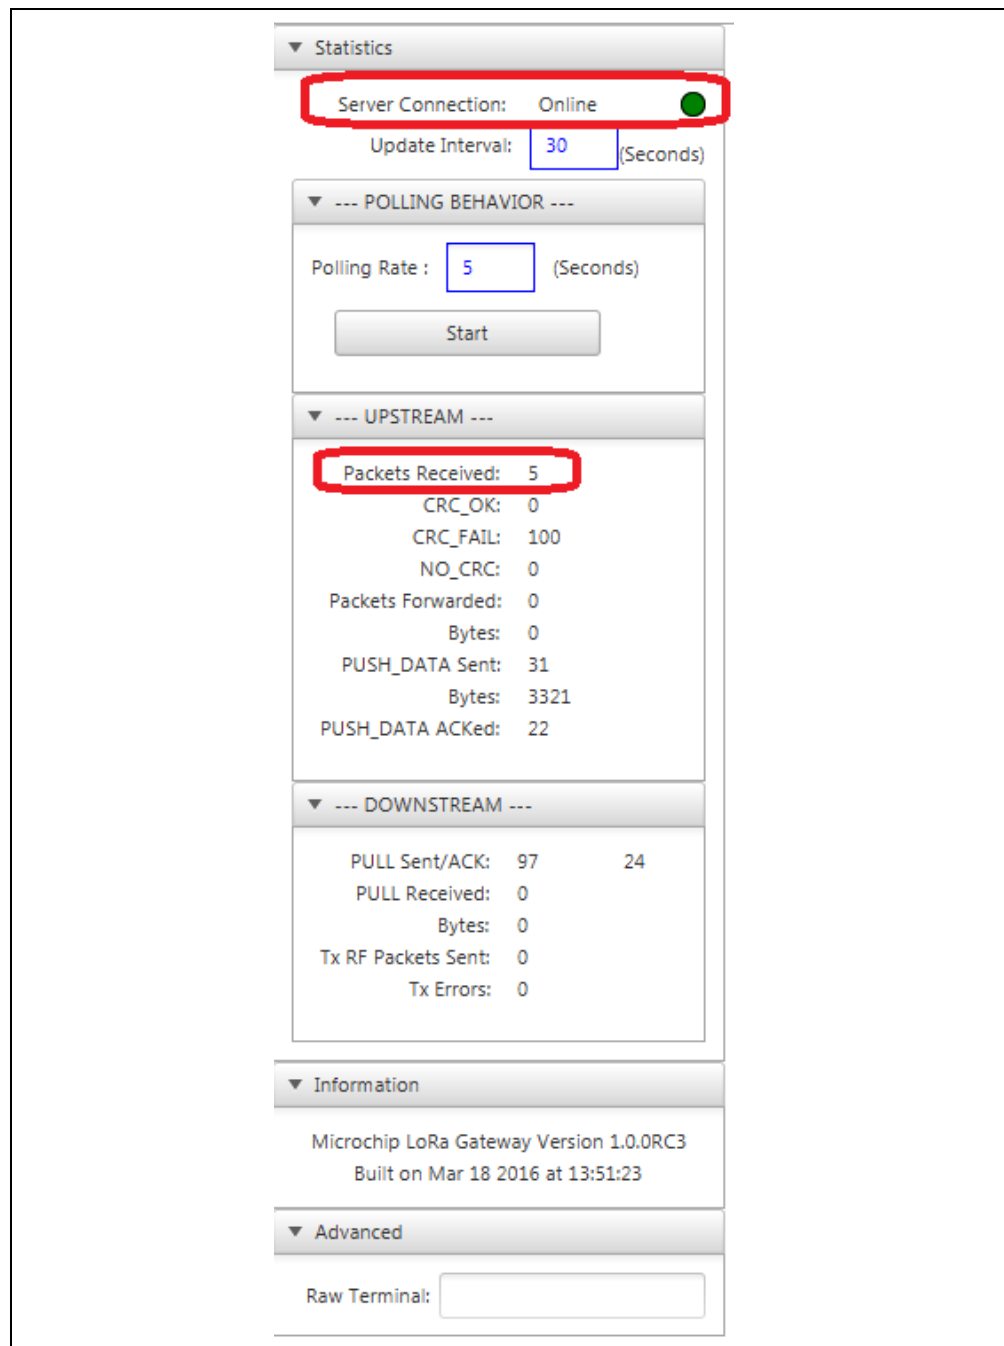 Statistics
Server Connection: Online
Update Interval: 30 (Seconds)
--- POLLING BEHAVIOR ---
Polling Rate : 5 (Seconds)
Start
--- UPSTREAM ---
Packets Received: 5
CRC_OK: 0
CRC_FAIL: 100
NO_CRC: 0
Packets Forwarded: 0
Bytes: 0
PUSH_DATA Sent: 31
Bytes: 3321
PUSH_DATA ACKed: 22
--- DOWNSTREAM ---
PULL Sent/ACK: 97 24
PULL Received: 0
Bytes: 0
Tx RF Packets Sent: 0
Tx Errors: 0
Information
Microchip LoRa Gateway Version 1.0.0RC3
Built on Mar 18 2016 at 13:51:23
Advanced
Raw Terminal: